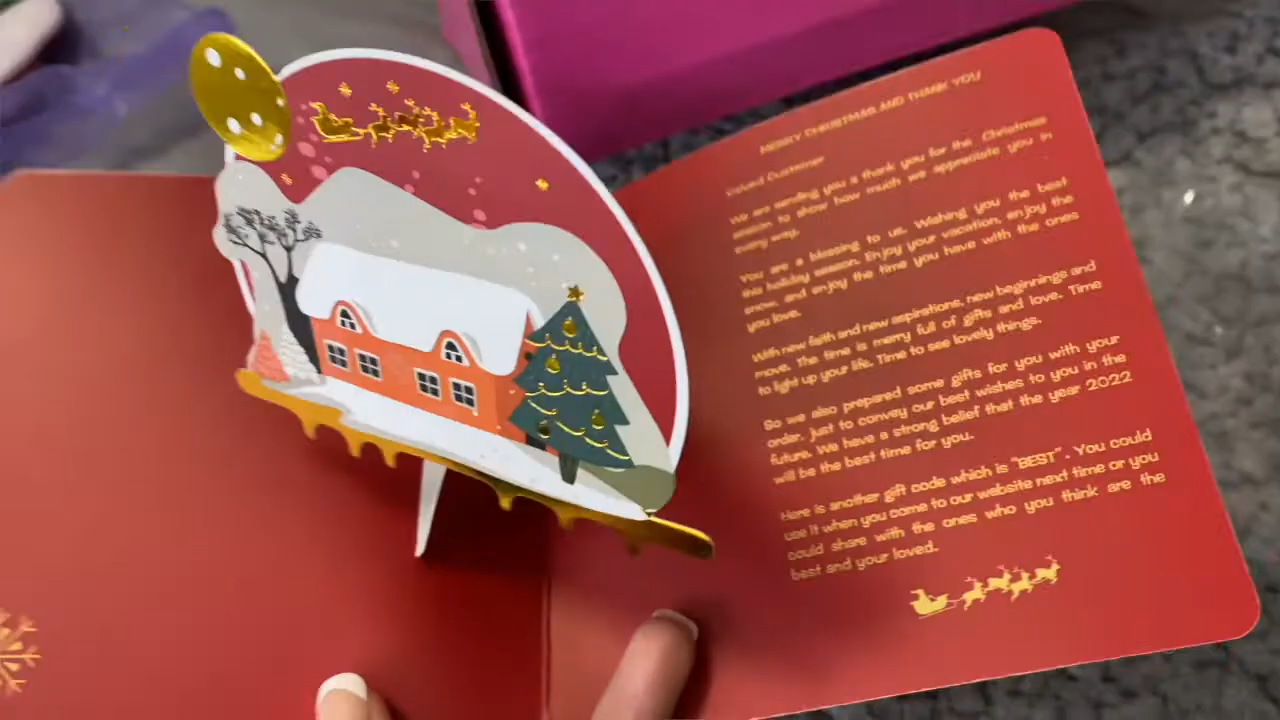 MERRY CHRISTMAS AND THANK YOU
Valued Customer
We are sending you a thank you for the Christmas
season to show how much we appreciate you in
every way.
You are a blessing to us. Wishing you the best
this holiday season. Enjoy your vacation, enjoy the
snow, and enjoy the time you have with the ones
you love.
With new faith and new aspirations, new beginnings and
move. The time is merry full of gifts and love. Time
to light up your life. Time to see lovely things.
So we also prepared some gifts for you with your
order, just to convey our best wishes to you in the
future. We have a strong belief that the year 2022
will be the best time for you.
Here is another gift code which is "BEST". You could
use it when you come to our website next time or you
could share with the ones who you think are the
best and your loved.